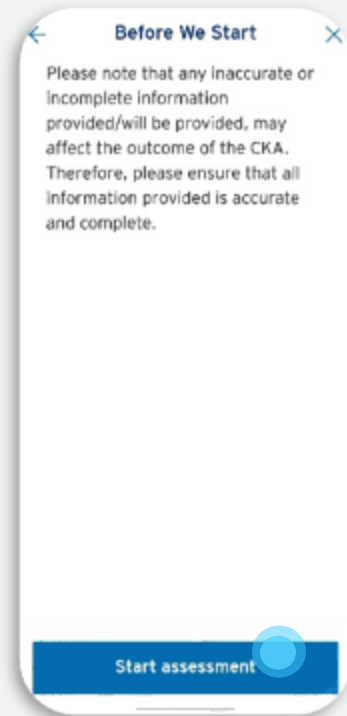 Before We Start
Please note that any inaccurate or
incomplete information
provided/will be provided, may
affect the outcome of the CKA.
Therefore, please ensure that all
information provided is accurate
and complete.
Start assessment